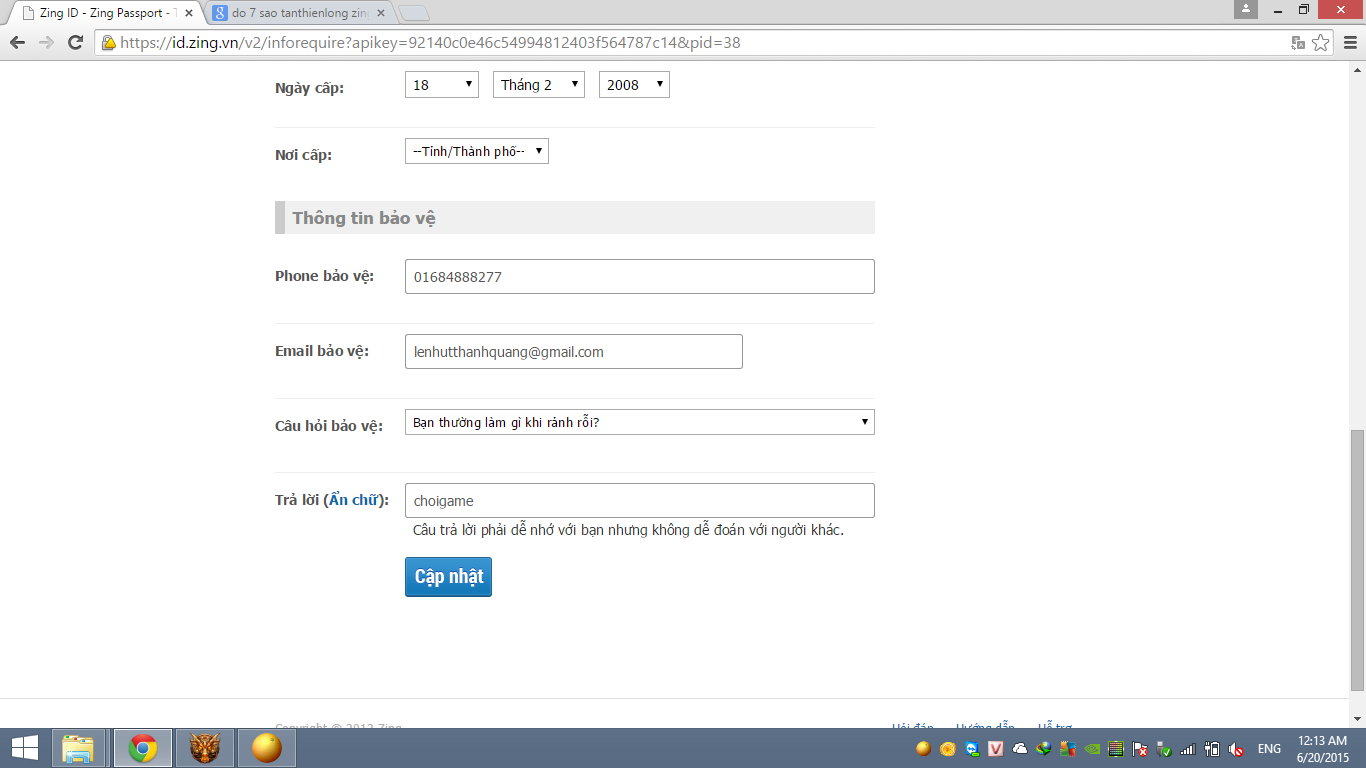 Zing ID - Zing Passport - T
do 7 sao tanthienlong zin
https://id.zing.vn/v2/inforequire?apikey=92140c0e46c54994812403f564787c14&pid=38
Ngày cấp: 18 Tháng 2 2008
Nơi cấp: --Tỉnh/Thành phố--
Thông tin bảo vệ
Phone bảo vệ: 01684888277
Email bảo vệ: lenhutthanhquang@gmail.com
Câu hỏi bảo vệ: Bạn thường làm gì khi rảnh rỗi?
Trả lời (Ẩn chữ): choigame
Câu trả lời phải dễ nhớ với bạn nhưng không dễ đoán với người khác.
Cập nhật
Copyright © 2013 Zing Hỏi đáp Hướng dẫn Hỗ trợ
ENG 12:13 AM
6/20/2015